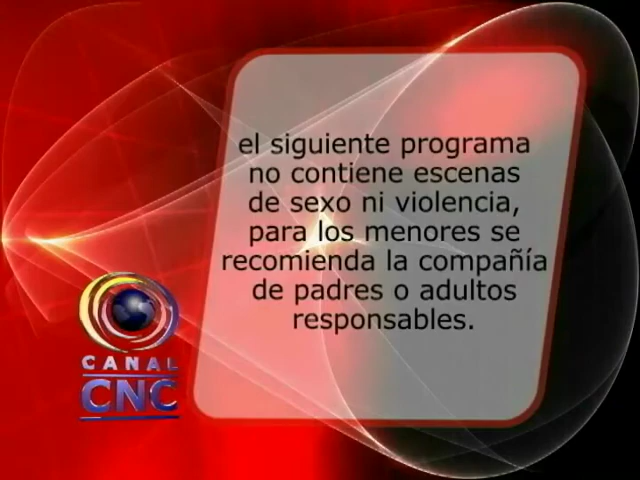 el siguiente programa
no contiene escenas
de sexo ni violencia,
para los menores se
recomienda la compañía
de padres o adultos
responsables.
CANAL
CNC